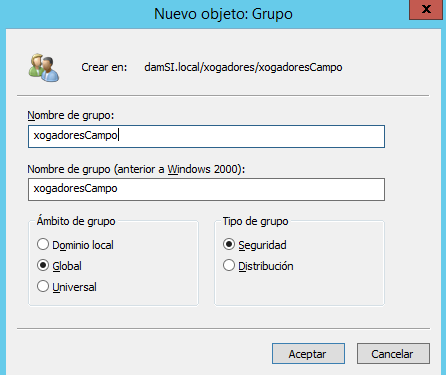 Nuevo objeto: Grupo
x
Crear en: damSI.local/xogadores/xogadoresCampo
Nombre de grupo:
xogadoresCampo
Nombre de grupo (anterior a Windows 2000):
xogadoresCampo
Ámbito de grupo
Dominio local
Global
Universal
Tipo de grupo
Seguridad
Distribución
Aceptar
Cancelar